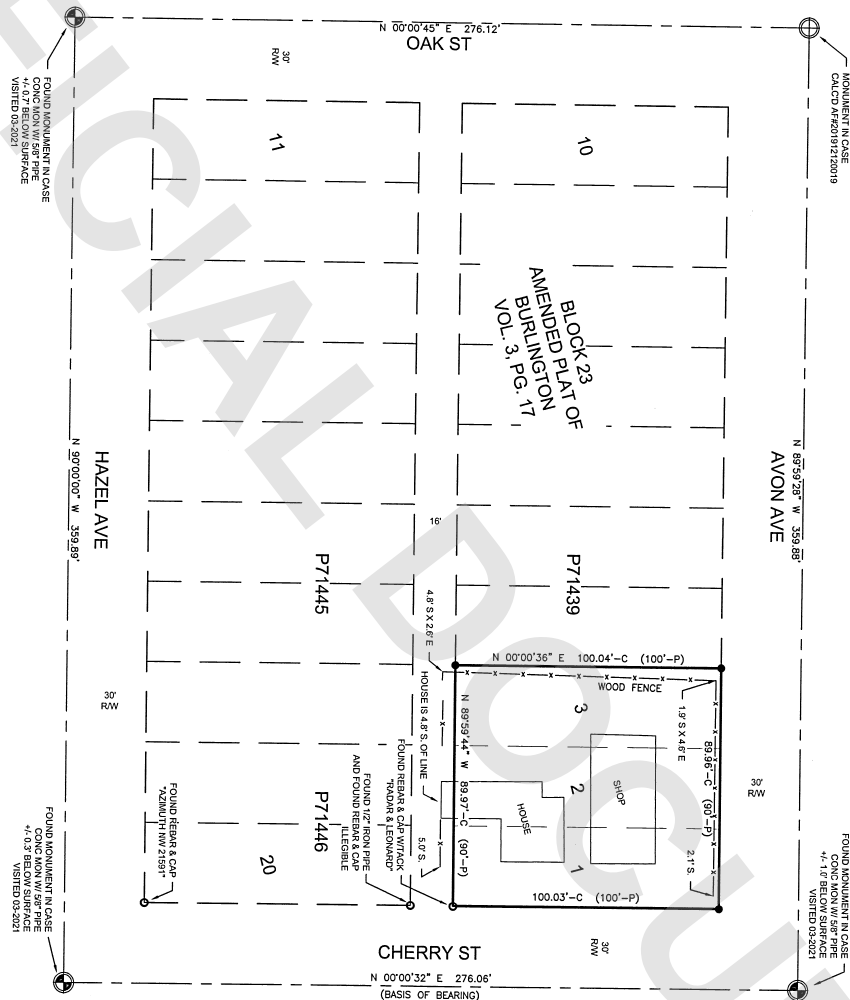 N 00°00'45" E 276.12'
OAK ST
MONUMENT IN CASE
CALC'D AF#201912120019
FOUND MONUMENT IN CASE
CONC MON W/ 5/8" PIPE
+/- 0.7' BELOW SURFACE
VISITED 03-2021
30'
R/W
11
10
BLOCK 23
AMENDED PLAT OF
BURLINGTON
VOL. 3, PG. 17
N 89°59'28" W 359.88'
AVON AVE
HAZEL AVE
N 90°00'00" W 359.89'
16'
P71445
P71439
4.8' S X 2.6' E
N 00°00'36" E 100.04'-C (100'-P)
WOOD FENCE
1.9' S X 4.6' E
89.96'-C (90'-P)
HOUSE IS 4.8' S. OF LINE
N 89°59'44" W 89.97'-C (90'-P)
3
2
1
SHOP
HOUSE
5.0' S.
2.1' S.
100.03'-C (100'-P)
30'
R/W
30'
R/W
30'
R/W
FOUND REBAR & CAP W/TACK
"RADAR & LEONARD"
FOUND 1/2" IRON PIPE
AND FOUND REBAR & CAP
ILLEGIBLE
P71446
20
FOUND REBAR & CAP
"AZIMUTH NW 21591"
FOUND MONUMENT IN CASE
CONC MON W/ 5/8" PIPE
+/- 0.3' BELOW SURFACE
VISITED 03-2021
FOUND MONUMENT IN CASE
CONC MON W/ 5/8" PIPE
+/- 1.0' BELOW SURFACE
VISITED 03-2021
CHERRY ST
N 00°00'32" E 276.06'
(BASIS OF BEARING)
ICIAL DOCU